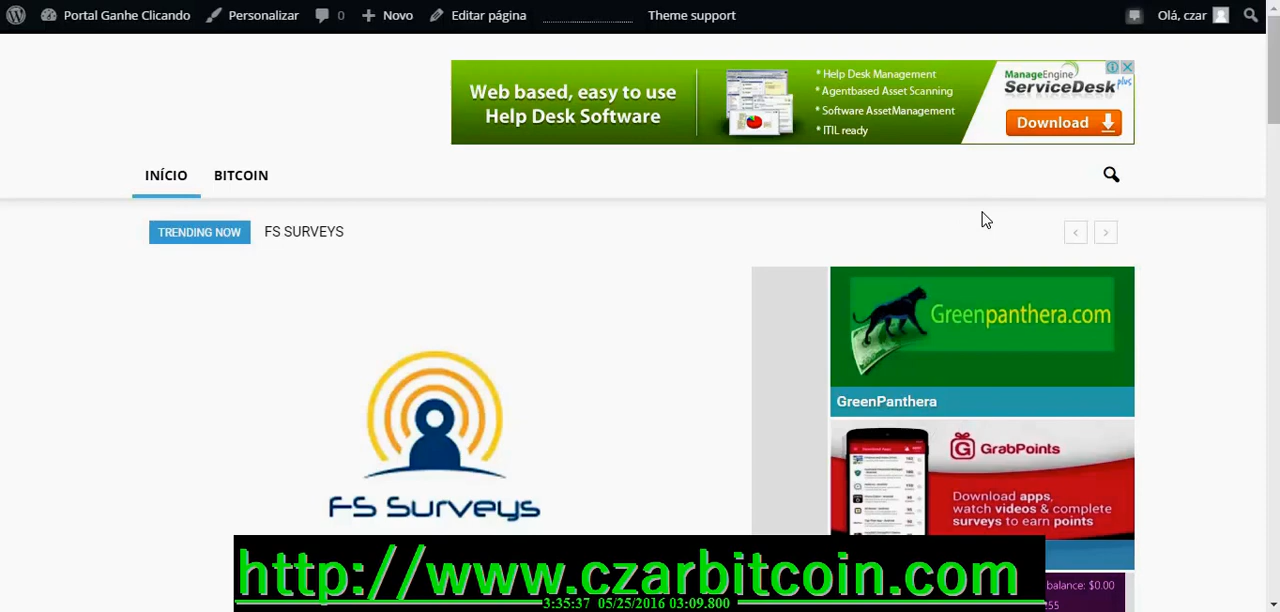 Portal Ganhe Clicando Personalizar 0 Novo Editar página Theme support Olá, czar
Web based, easy to use
Help Desk Software
* Help Desk Management
* Agentbased Asset Scanning
* Software AssetManagement
* ITIL ready
ManageEngine
ServiceDesk plus
Download
INÍCIO BITCOIN
TRENDING NOW FS SURVEYS
Greenpanthera.com
GreenPanthera
GrabPoints
Download apps,
watch videos & complete
surveys to earn points
FS Surveys
http://www.czarbitcoin.com
balance: $0.00
3:35:37 05/25/2016 03:09.800